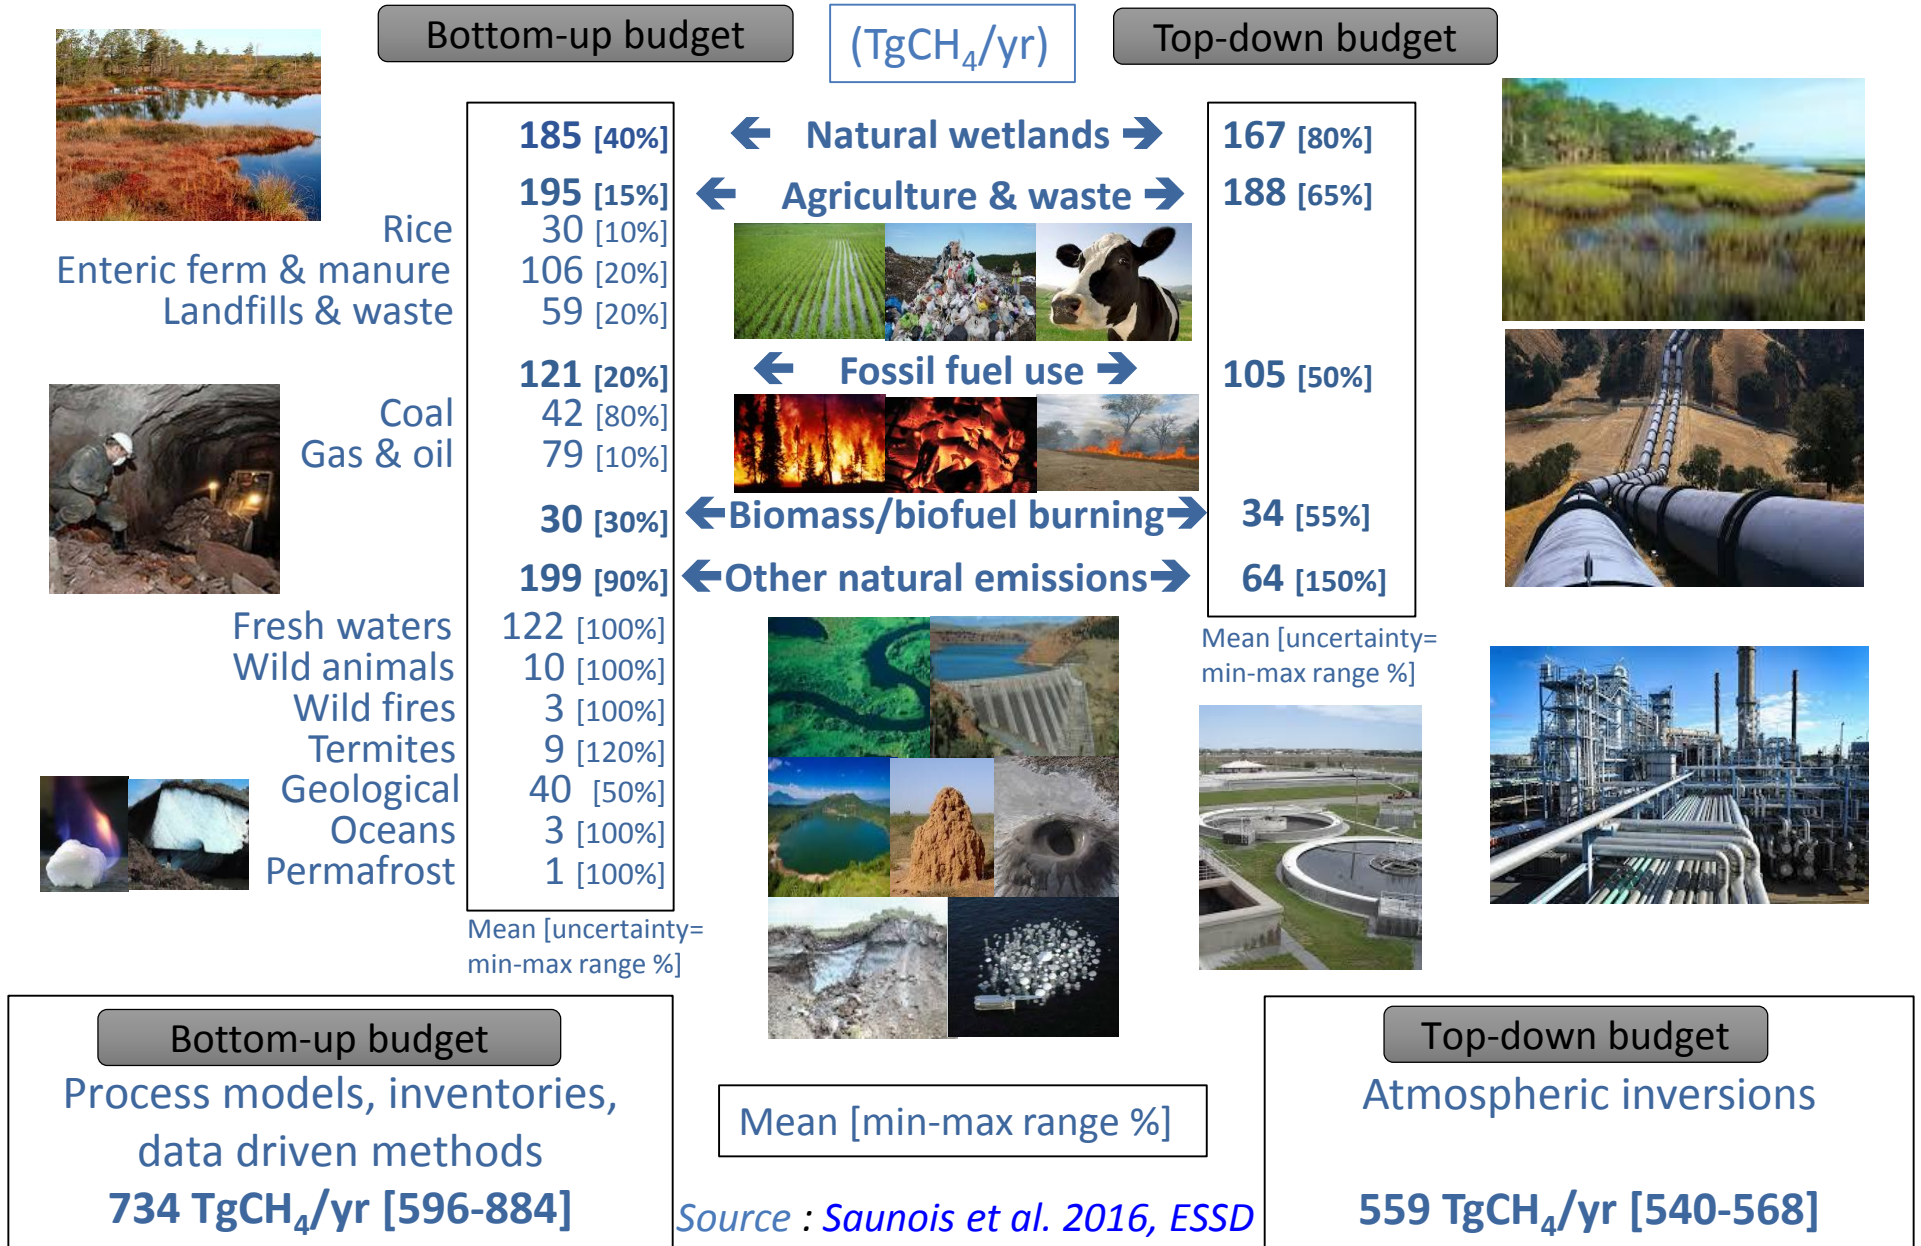 Bottom-up budget
(TgCH₄/yr)
Top-down budget
185 [40%] 🡸 Natural wetlands 🡺 167 [80%]
195 [15%] 🡸 Agriculture & waste 🡺 188 [65%]
Rice 30 [10%]
Enteric ferm & manure 106 [20%]
Landfills & waste 59 [20%]
121 [20%] 🡸 Fossil fuel use 🡺 105 [50%]
Coal 42 [80%]
Gas & oil 79 [10%]
30 [30%] 🡸Biomass/biofuel burning🡺 34 [55%]
199 [90%] 🡸Other natural emissions🡺 64 [150%]
Fresh waters 122 [100%]
Wild animals 10 [100%]
Wild fires 3 [100%]
Termites 9 [120%]
Geological 40 [50%]
Oceans 3 [100%]
Permafrost 1 [100%]
Mean [uncertainty=
min-max range %]
Mean [uncertainty=
min-max range %]
Bottom-up budget
Process models, inventories,
data driven methods
734 TgCH₄/yr [596-884]
Mean [min-max range %]
Source : Saunois et al. 2016, ESSD
Top-down budget
Atmospheric inversions
559 TgCH₄/yr [540-568]